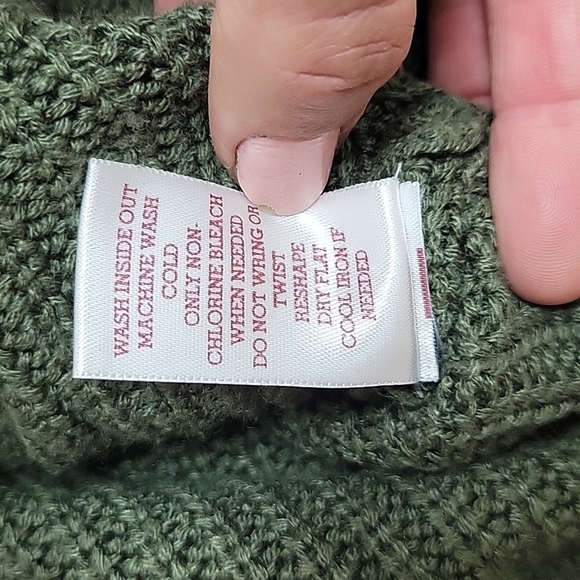 WASH INSIDE OUT
MACHINE WASH
COLD
ONLY NON-
CHLORINE BLEACH
WHEN NEEDED
DO NOT WRING OR
TWIST
RESHAPE
DRY FLAT
COOL IRON IF
NEEDED